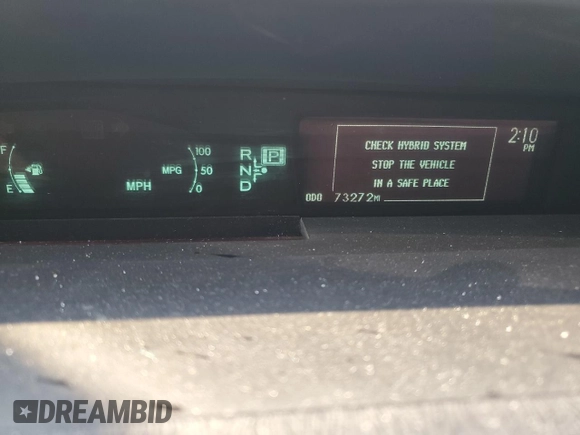 F
E
MPH
100
MPG
50
0
R
N
D
P
CHECK HYBRID SYSTEM
STOP THE VEHICLE
IN A SAFE PLACE
2:10
PM
ODO 73272MI
DREAMBID